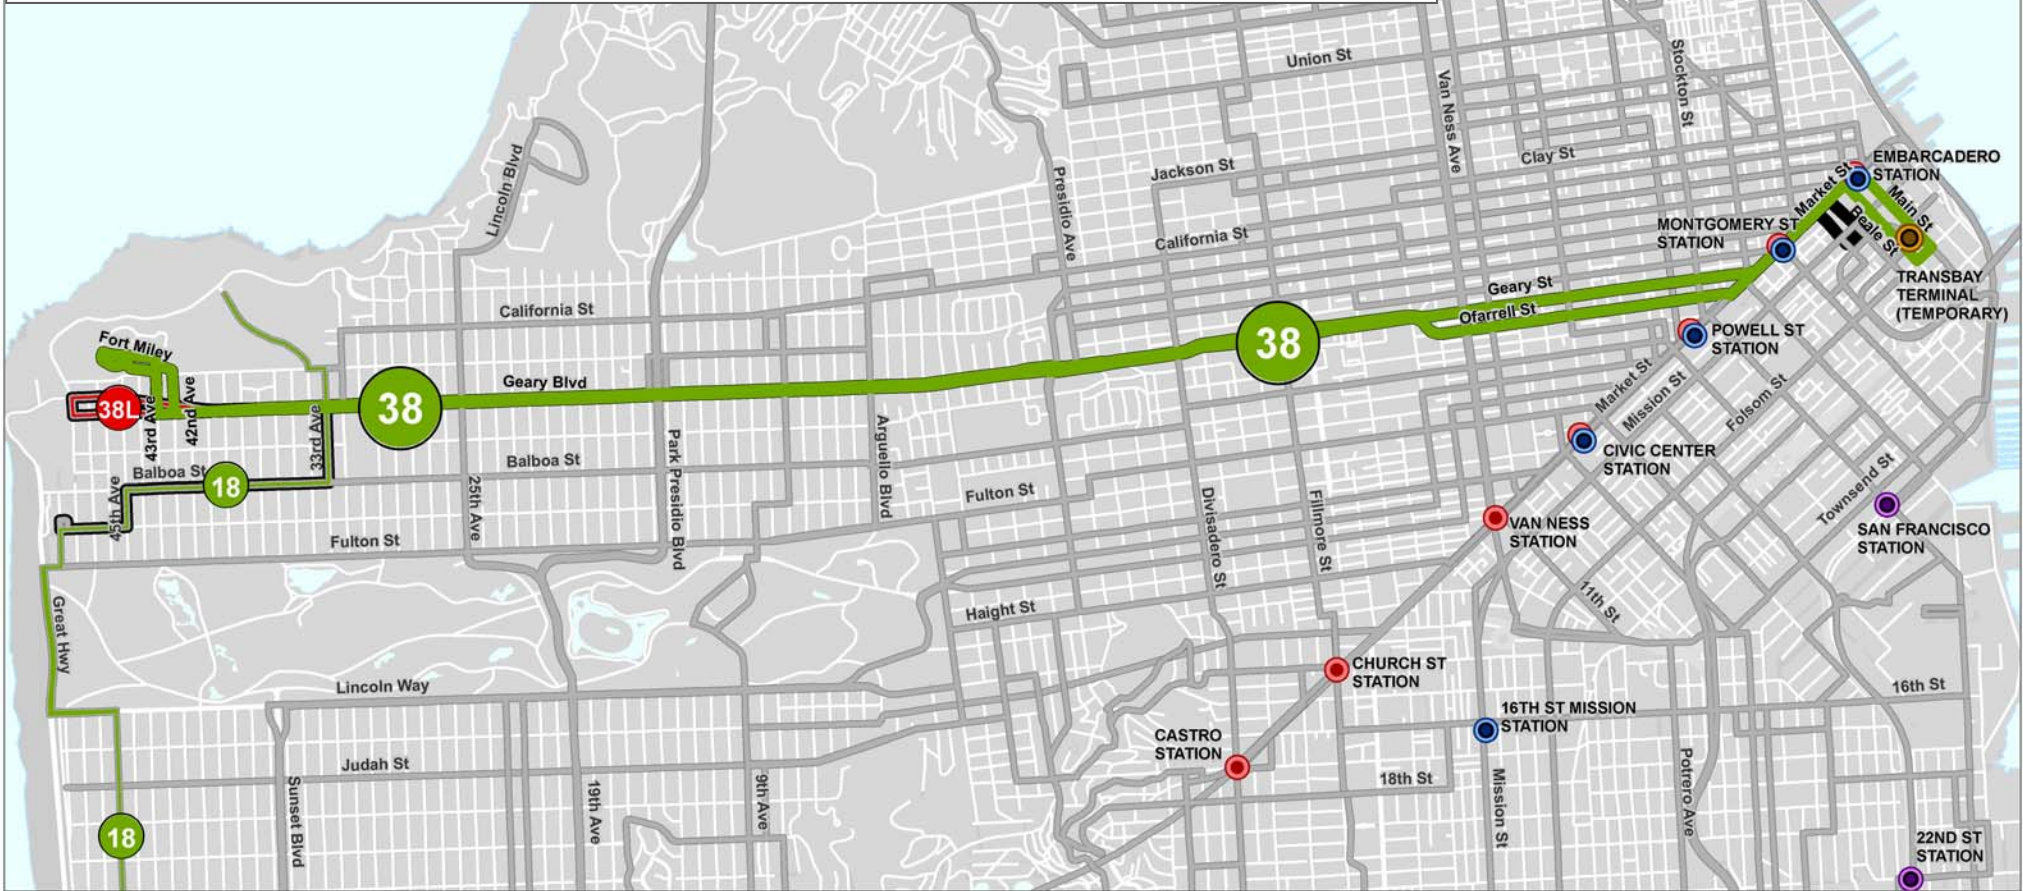 Union St
Stockton St
Van Ness Ave
Lincoln Blvd
Jackson St
Clay St
Presidio Ave
EMBARCADERO
STATION
Market St
Main St
Beale St
MONTGOMERY ST
STATION
California St
TRANSBAY
TERMINAL
(TEMPORARY)
Geary St
Ofarrell St
California St
38
POWELL ST
STATION
Fort Miley
Geary Blvd
38
38L
43rd Ave
42nd Ave
33rd Ave
Market St
Mission St
Folsom St
Arguello Blvd
Park Presidio Blvd
CIVIC CENTER
STATION
Balboa St
18
Balboa St
45th Ave
25th Ave
Fulton St
Divisadero St
Fillmore St
Townsend St
VAN NESS
STATION
SAN FRANCISCO
STATION
Fulton St
11th St
Great Hwy
Haight St
CHURCH ST
STATION
Lincoln Way
16th St
16TH ST MISSION
STATION
CASTRO
STATION
Judah St
18th St
Sunset Blvd
19th Ave
9th Ave
Mission St
Potrero Ave
18
22ND ST
STATION